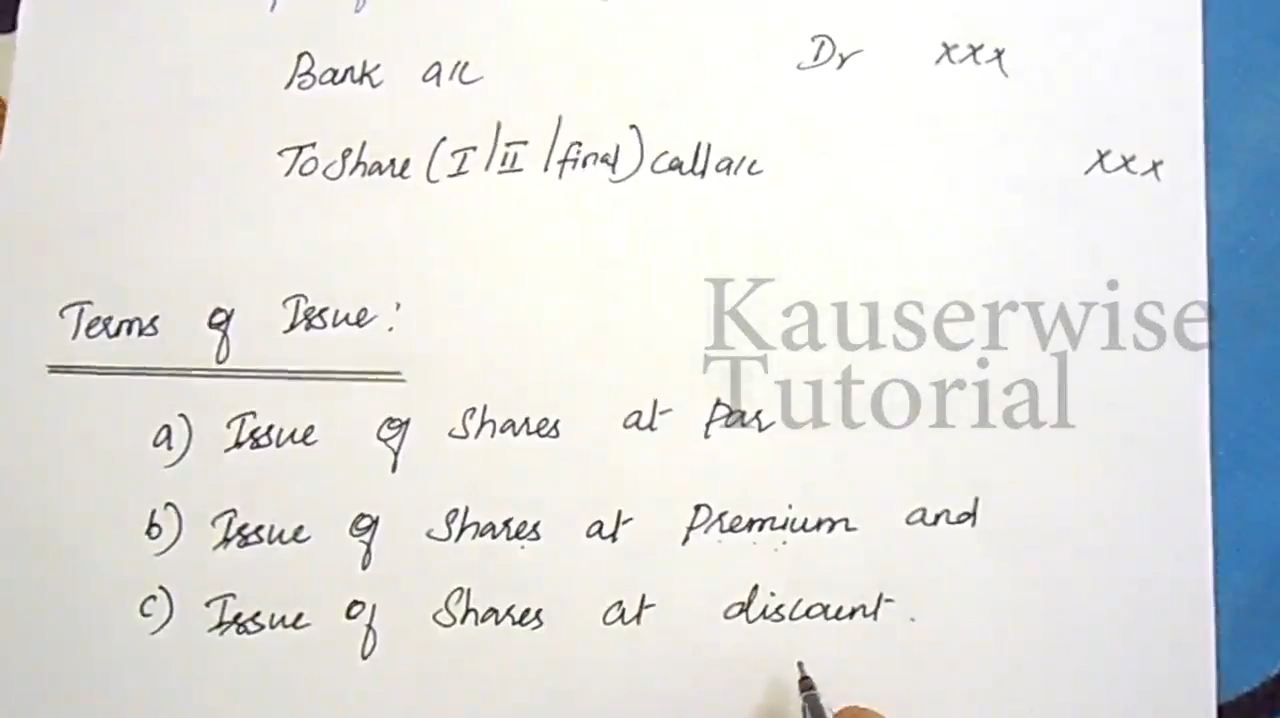 Bank a/c Dr xxx
To Share (I/II/final) call a/c xxx
Terms of Issue:
Kauserwise
Tutorial
a) Issue of Shares at Par
b) Issue of Shares at Premium and
c) Issue of Shares at discount.